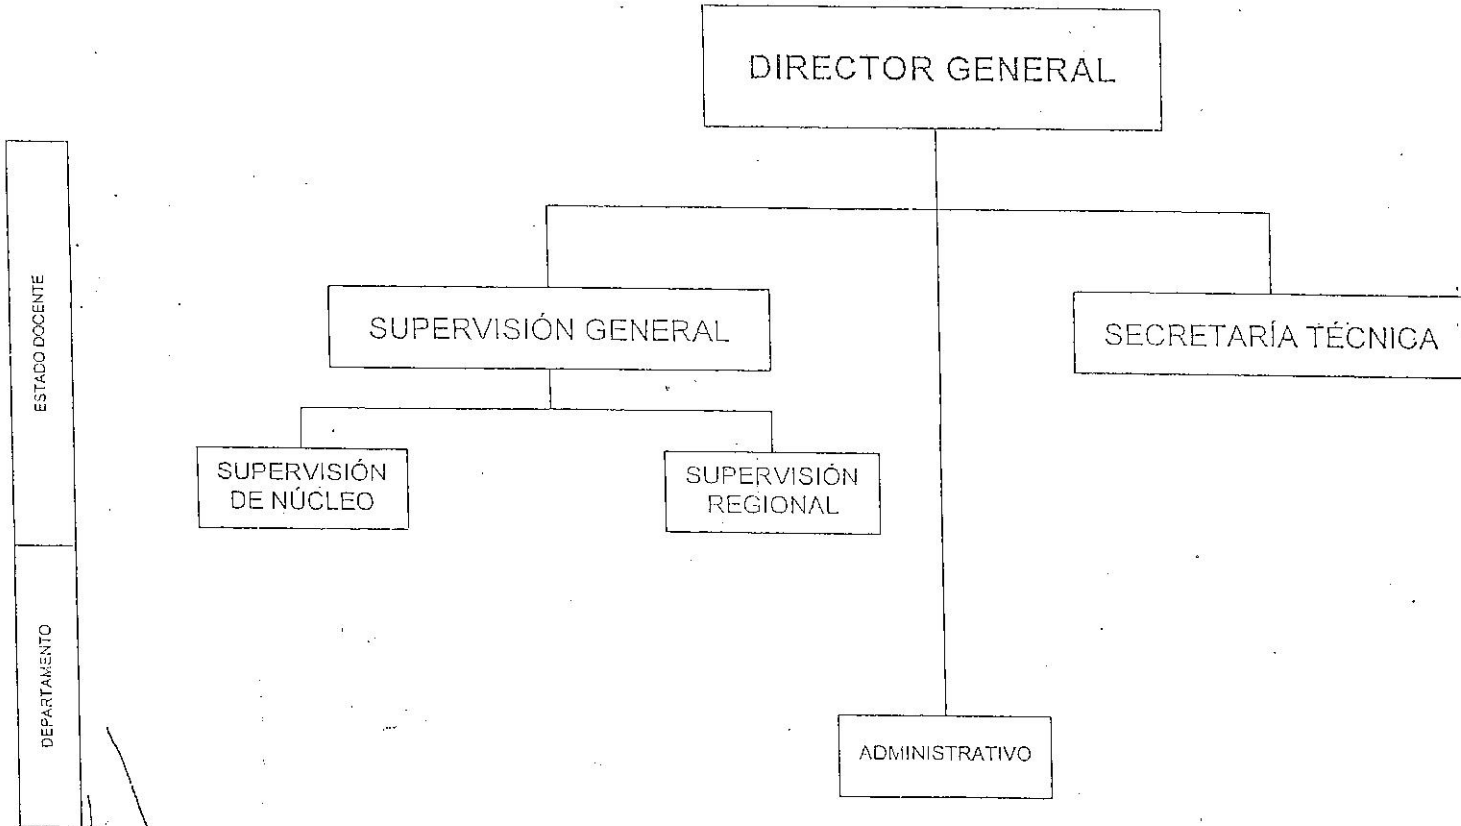 DIRECTOR GENERAL
ESTADO DOCENTE
SUPERVISIÓN GENERAL
SECRETARÍA TÉCNICA
SUPERVISIÓN
DE NÚCLEO
SUPERVISIÓN
REGIONAL
DEPARTAMENTO
ADMINISTRATIVO